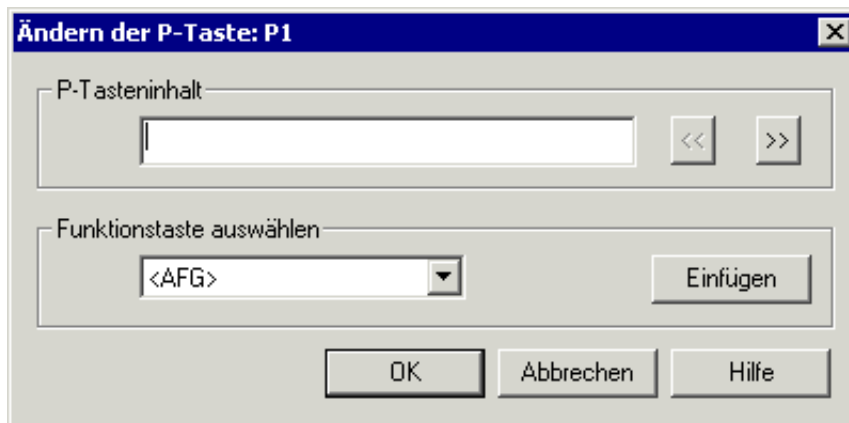 Ändern der P-Taste: P1
P-Tasteninhalt
<< >>
Funktionstaste auswählen
<AFG> Einfügen
OK Abbrechen Hilfe